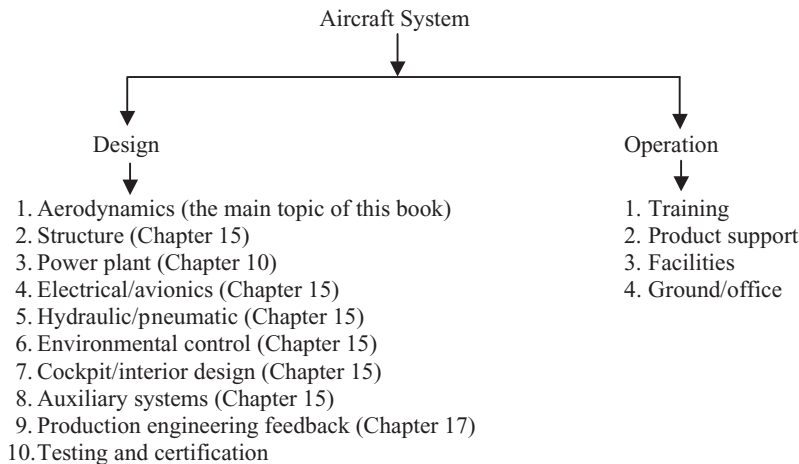 Aircraft System
Design
1. Aerodynamics (the main topic of this book)
2. Structure (Chapter 15)
3. Power plant (Chapter 10)
4. Electrical/avionics (Chapter 15)
5. Hydraulic/pneumatic (Chapter 15)
6. Environmental control (Chapter 15)
7. Cockpit/interior design (Chapter 15)
8. Auxiliary systems (Chapter 15)
9. Production engineering feedback (Chapter 17)
10. Testing and certification
Operation
1. Training
2. Product support
3. Facilities
4. Ground/office